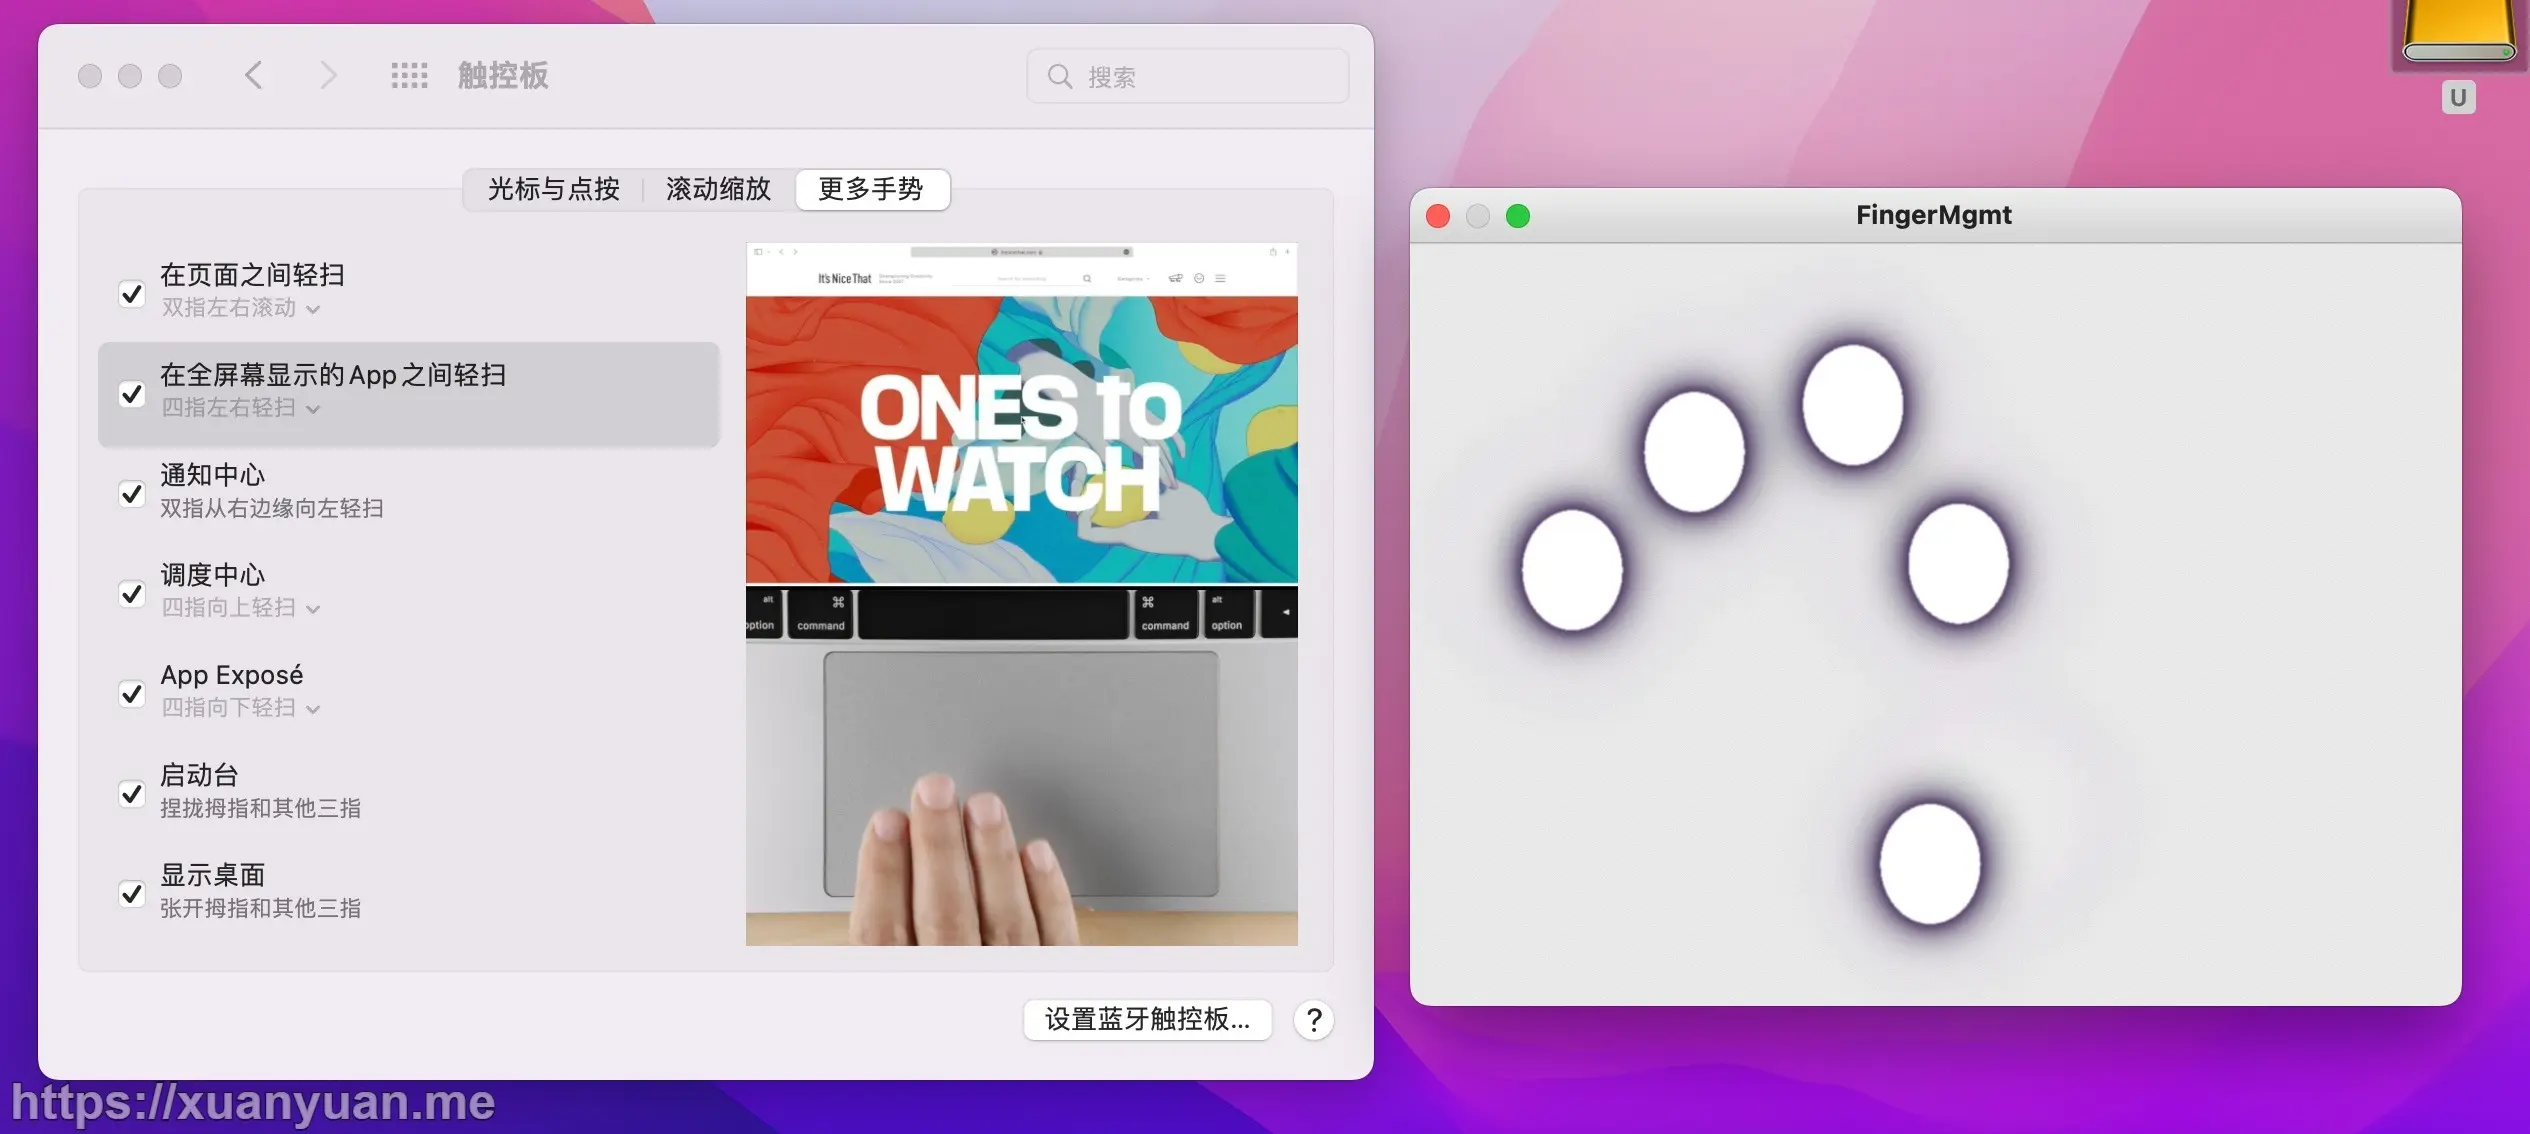 触控板
搜索
光标与点按
滚动缩放
更多手势
在页面之间轻扫
双指左右滚动
在全屏幕显示的App之间轻扫
四指左右轻扫
通知中心
双指从右边缘向左轻扫
调度中心
四指向上轻扫
App Exposé
四指向下轻扫
启动台
捏拢拇指和其他三指
显示桌面
张开拇指和其他三指
It's Nice That
ONES to
WATCH
alt
⌘
⌘
alt
option
command
command
option
设置蓝牙触控板...
?
FingerMgmt
U
https://xuanyuan.me